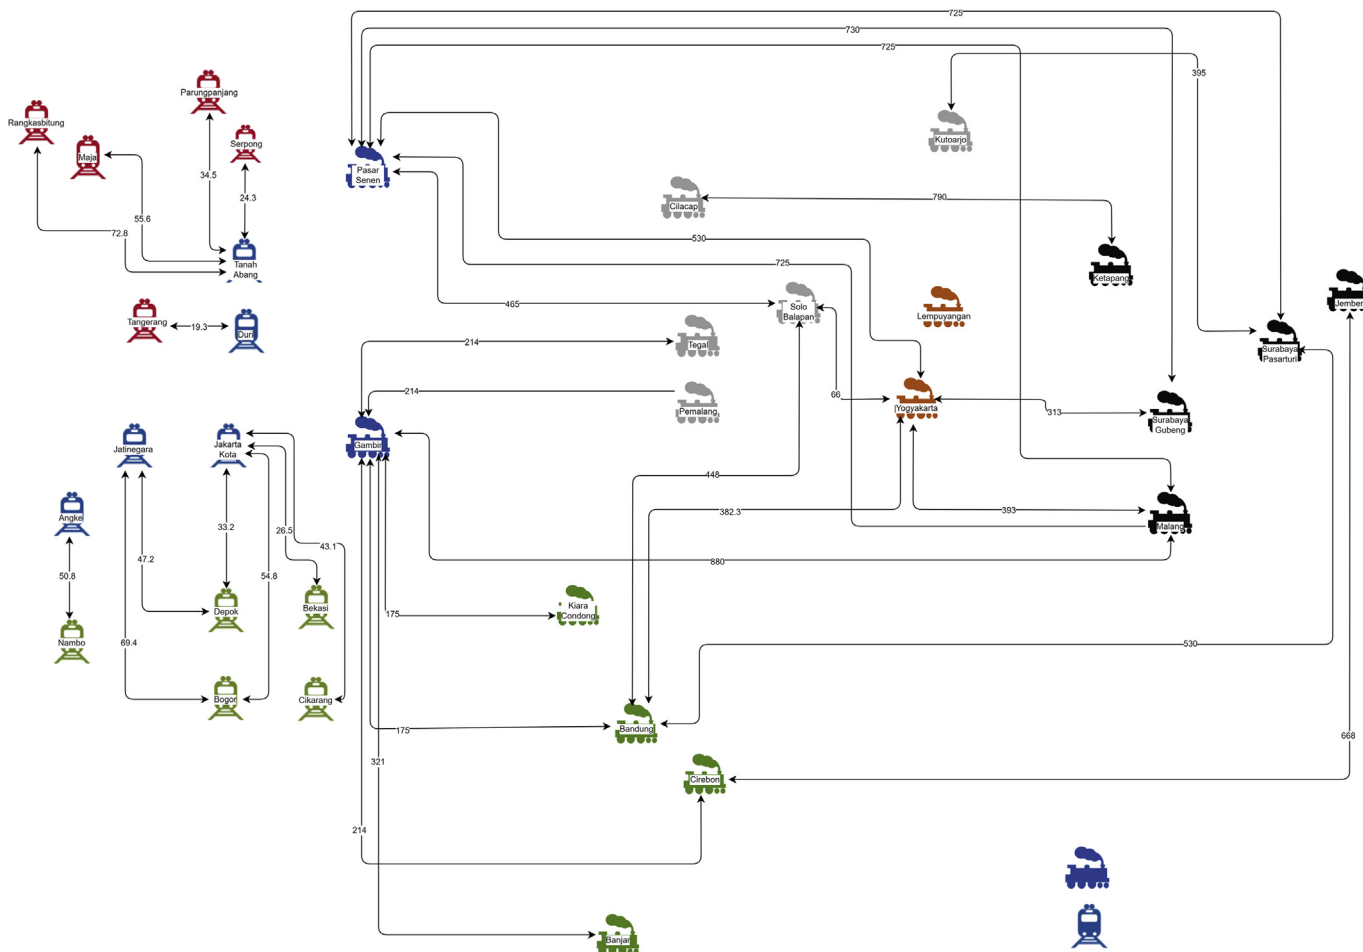 725
730
725
395
Parungpanjang
Rangkasbitung
Serpong
Maja
Kutoarjo
Pasar
Senen
34.5
24.3
Cilacap
790
55.6
72.8
530
725
Tanah
Abang
Ketapang
465
Solo
Balapan
Jember
Lempuyangan
Tangerang
19.3
Duri
214
Tegal
Surabaya
Pasarturi
214
66
Pemalang
Yogyakarta
313
Surabaya
Gubeng
Jatinegara
Jakarta
Kota
Gambir
448
382.3
393
Angke
33.2
26.5
43.1
Malang
47.2
880
50.8
54.8
Depok
Bekasi
175
Kiara
Condong
Nambo
69.4
530
Bogor
Cikarang
175
Bandung
668
321
Cirebon
214
Banjar